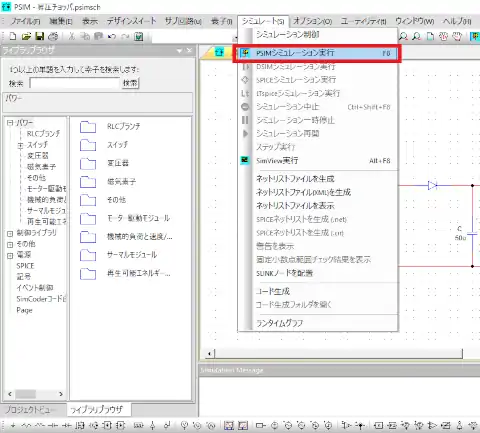 PSIM - 昇圧チョッパ.psimsch
ファイル(F) 編集(E) 表示 デザインスイート サブ回路(u) 素子(I) シミュレート(S) オプション(O) ユーティリティ(t) ウィンドウ(W) ヘルプ(H)
ライブラリブラウザ
1つ以上の単語を入力して素子を検索します:
検索 検索
パワー
パワー
RLCブランチ
スイッチ
変圧器
磁気素子
その他
モーター駆動モ
機械的負荷と
サーマルモジュ
再生可能エネ
制御ライブラリ
その他
電源
SPICE
記号
イベント制御
SimCoderコード
Page
RLCブランチ
スイッチ
変圧器
磁気素子
その他
モーター駆動モジュール
機械的負荷と速度/...
サーマルモジュール
再生可能エネルギー...
プロジェクトビュー ライブラリブラウザ
シミュレーション制御
PSIMシミュレーション実行 F8
DSIMシミュレーション実行
SPICEシミュレーション実行
LTspiceシミュレーション実行
シミュレーション中止 Ctrl+Shift+F8
シミュレーション一時停止
シミュレーション再開
ステップ実行
SimView実行 Alt+F8
ネットリストファイルを生成
ネットリストファイル(XML)を生成
ネットリストファイルを表示
SPICEネットリストを生成 (.net)
SPICEネットリストを生成 (.cir)
警告を表示
固定小数点範囲チェック結果を表示
SLINKノードを配置
コード生成
コード生成フォルダを開く
ランタイムグラフ
C
50u
Simulation Message